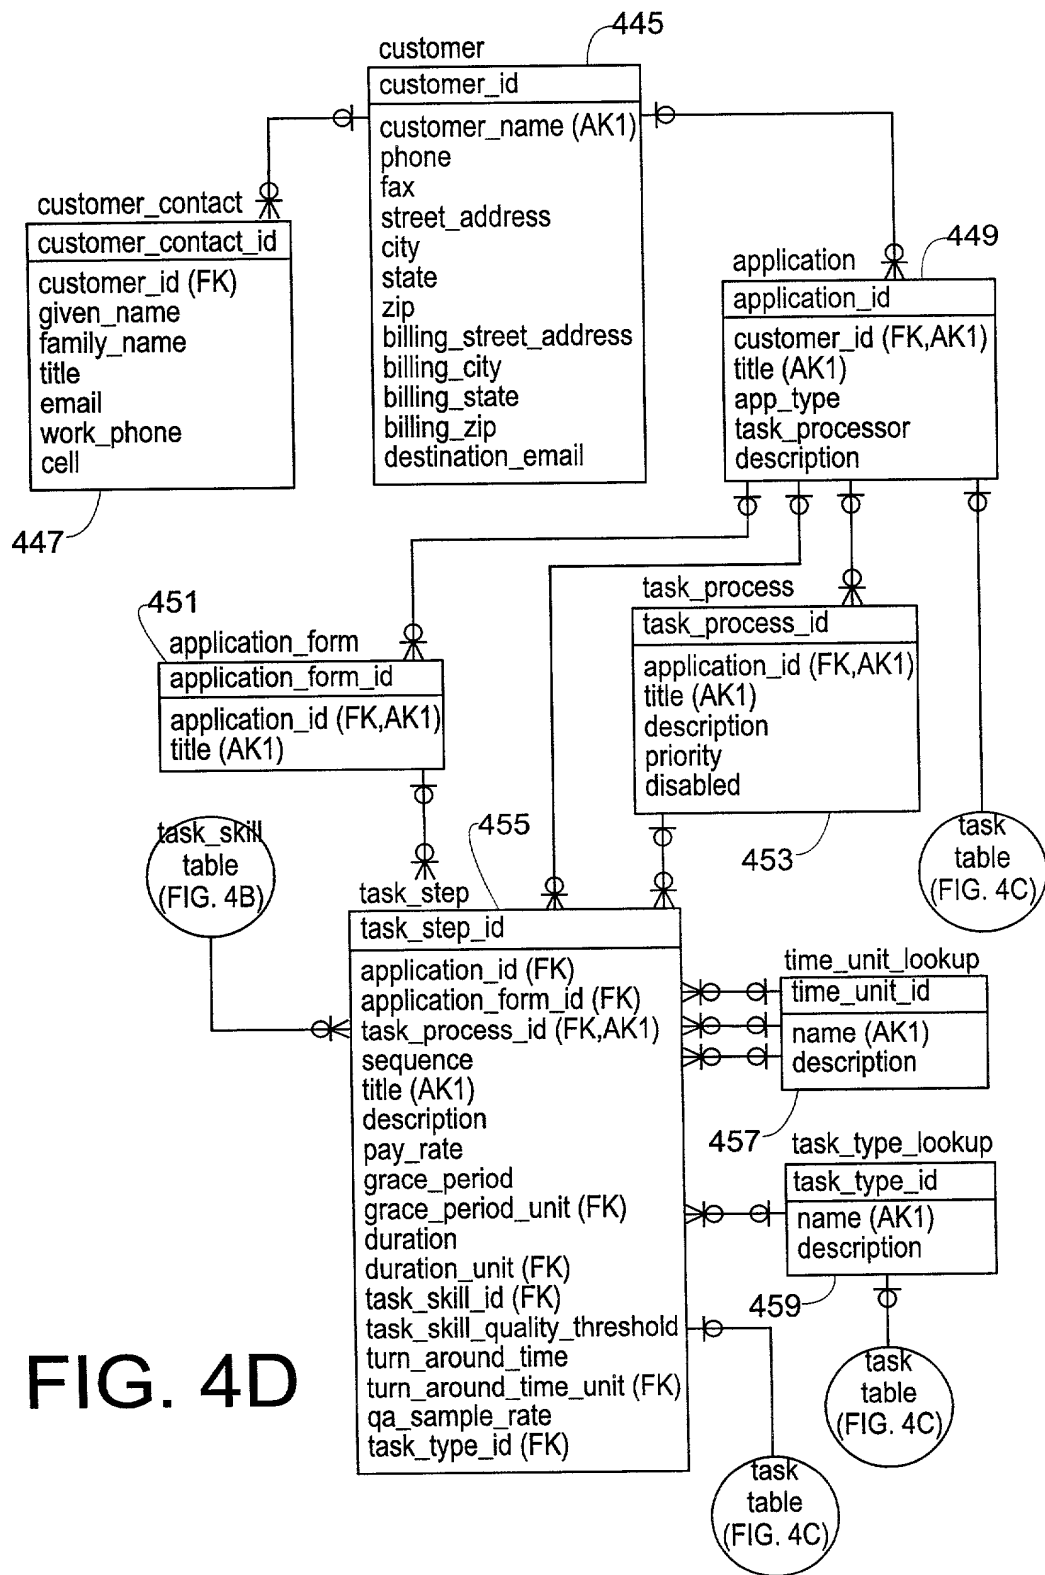 445
customer
customer_id
customer_name (AK1)
phone
fax
street_address
city
state
zip
billing_street_address
billing_city
billing_state
billing_zip
destination_email
customer_contact
customer_contact_id
customer_id (FK)
given_name
family_name
title
email
work_phone
cell
447
449
application
application_id
customer_id (FK,AK1)
title (AK1)
app_type
task_processor
description
451
application_form
application_form_id
application_id (FK,AK1)
title (AK1)
task_process
task_process_id
application_id (FK,AK1)
title (AK1)
description
priority
disabled
453
task
table
(FIG. 4C)
task_skill
table
(FIG. 4B)
455
task_step
task_step_id
application_id (FK)
application_form_id (FK)
task_process_id (FK,AK1)
sequence
title (AK1)
description
pay_rate
grace_period
grace_period_unit (FK)
duration
duration_unit (FK)
task_skill_id (FK)
task_skill_quality_threshold
turn_around_time
turn_around_time_unit (FK)
qa_sample_rate
task_type_id (FK)
time_unit_lookup
time_unit_id
name (AK1)
description
457
task_type_lookup
task_type_id
name (AK1)
description
459
task
table
(FIG. 4C)
task
table
(FIG. 4C)
FIG. 4D